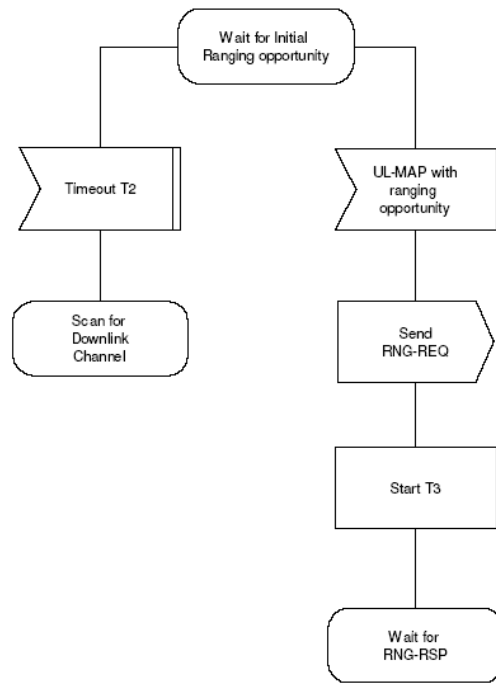 Wait for Initial
Ranging opportunity
Timeout T2
UL-MAP with
ranging
opportunity
Scan for
Downlink
Channel
Send
RNG-REQ
Start T3
Wait for
RNG-RSP